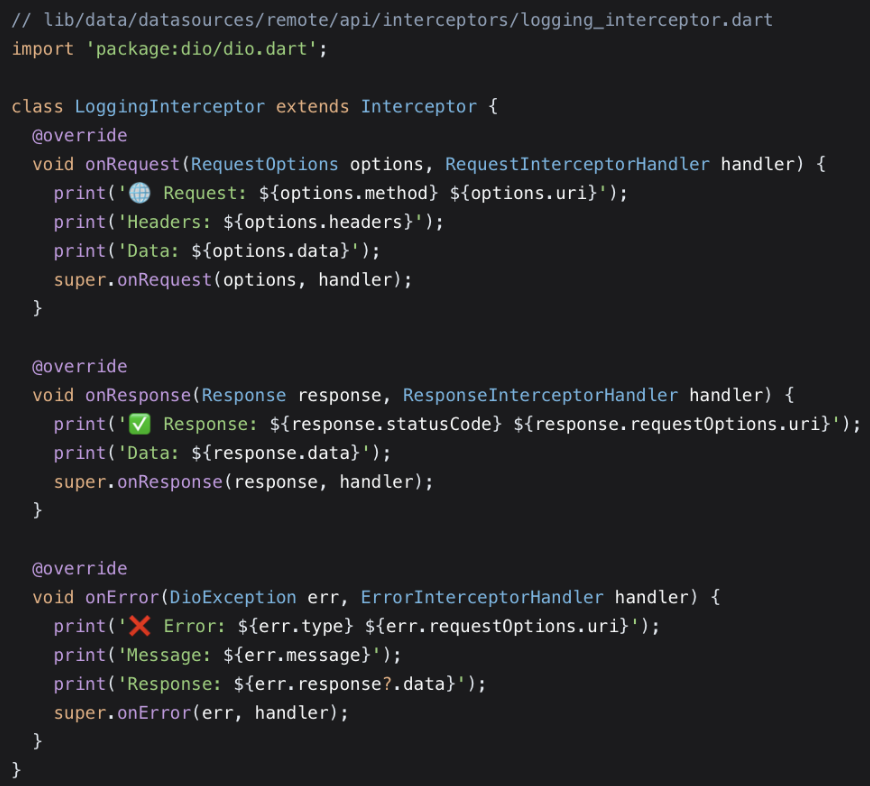 // lib/data/datasources/remote/api/interceptors/logging_interceptor.dart
import 'package:dio/dio.dart';

class LoggingInterceptor extends Interceptor {
  @override
  void onRequest(RequestOptions options, RequestInterceptorHandler handler) {
    print('🌐 Request: ${options.method} ${options.uri}');
    print('Headers: ${options.headers}');
    print('Data: ${options.data}');
    super.onRequest(options, handler);
  }

  @override
  void onResponse(Response response, ResponseInterceptorHandler handler) {
    print('✅ Response: ${response.statusCode} ${response.requestOptions.uri}');
    print('Data: ${response.data}');
    super.onResponse(response, handler);
  }

  @override
  void onError(DioException err, ErrorInterceptorHandler handler) {
    print('❌ Error: ${err.type} ${err.requestOptions.uri}');
    print('Message: ${err.message}');
    print('Response: ${err.response?.data}');
    super.onError(err, handler);
  }
}